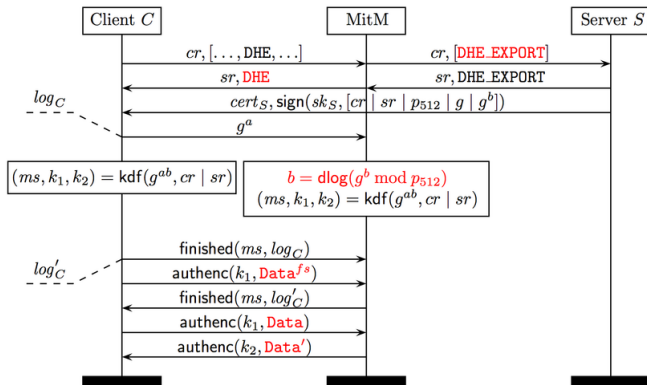 Client C MitM Server S
cr, [..., DHE, ...] cr, [DHE_EXPORT]
sr, DHE sr, DHE_EXPORT
log_C cert_S, sign(sk_S, [cr | sr | p_512 | g | g^b])
g^a
(ms, k_1, k_2) = kdf(g^{ab}, cr | sr) b = dlog(g^b mod p_512)
(ms, k_1, k_2) = kdf(g^{ab}, cr | sr)
finished(ms, log_C)
log'_C authenc(k_1, Data^{fs})
finished(ms, log'_C)
authenc(k_1, Data)
authenc(k_2, Data')